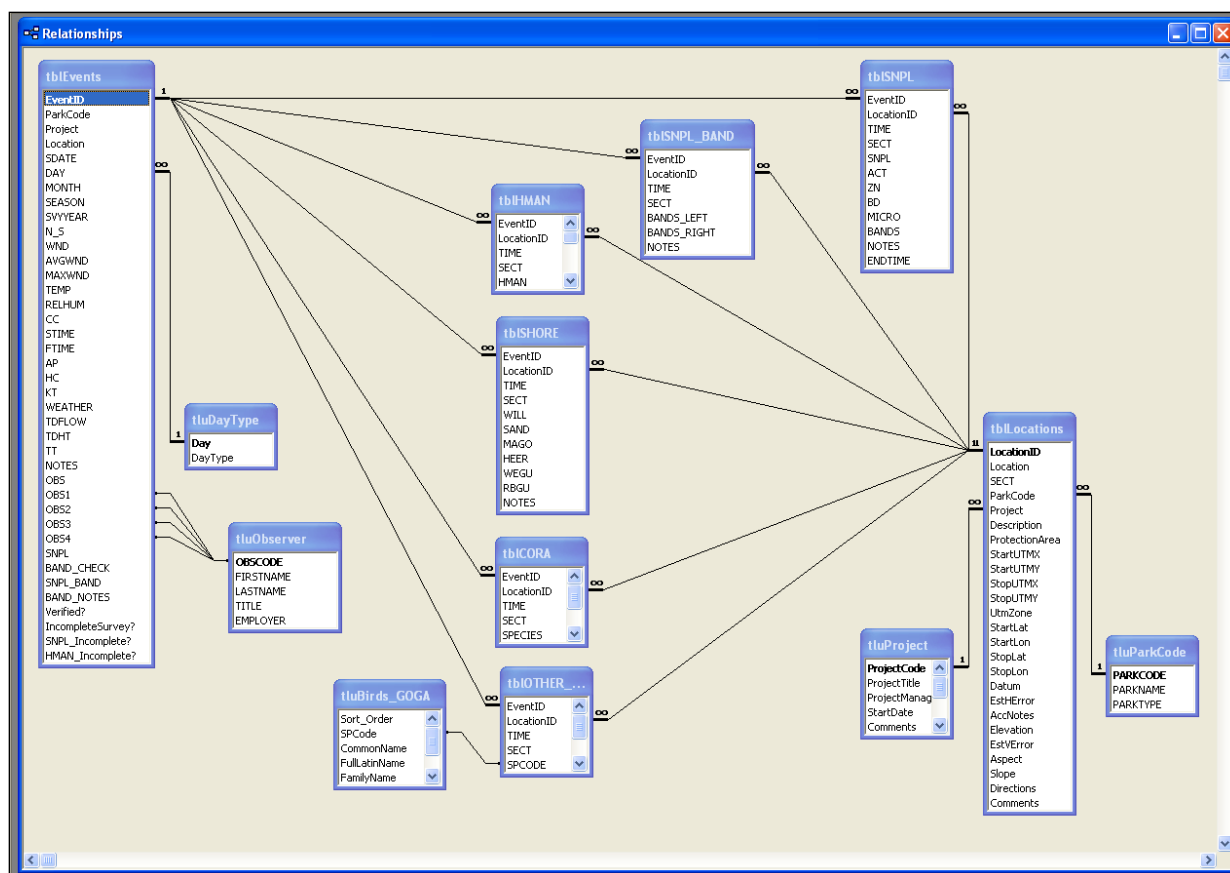 Relationships
tblEvents
EventID
ParkCode
Project
Location
SDATE
DAY
MONTH
SEASON
SVYYEAR
N_S
WND
AVGWND
MAXWND
TEMP
RELHUM
CC
STIME
FTIME
AP
HC
KT
WEATHER
TDFLOW
TDHT
TT
NOTES
OBS
OBS1
OBS2
OBS3
OBS4
SNPL
BAND_CHECK
SNPL_BAND
BAND_NOTES
Verified?
IncompleteSurvey?
SNPL_Incomplete?
HMAN_Incomplete?
1
∞
tluDayType
Day
DayType
1
tluObserver
OBSCODE
FIRSTNAME
LASTNAME
TITLE
EMPLOYER
tluBirds_GOGA
Sort_Order
SPCode
CommonName
FullLatinName
FamilyName
tblHMAN
EventID
LocationID
TIME
SECT
HMAN
∞
∞
tblSHORE
EventID
LocationID
TIME
SECT
WILL
SAND
MAGO
HEER
WEGU
RBGU
NOTES
∞
∞
tblCORA
EventID
LocationID
TIME
SECT
SPECIES
∞
∞
tblOTHER_...
EventID
LocationID
TIME
SECT
SPCODE
∞
∞
tblSNPL_BAND
EventID
LocationID
TIME
SECT
BANDS_LEFT
BANDS_RIGHT
NOTES
∞
∞
tblSNPL
EventID
LocationID
TIME
SECT
SNPL
ACT
ZN
BD
MICRO
BANDS
NOTES
ENDTIME
∞
∞
tblLocations
LocationID
Location
SECT
ParkCode
Project
Description
ProtectionArea
StartUTMX
StartUTMY
StopUTMX
StopUTMY
UtmZone
StartLat
StartLon
StopLat
StopLon
Datum
EstHError
AccNotes
Elevation
EstVError
Aspect
Slope
Directions
Comments
∞
∞
tluProject
ProjectCode
ProjectTitle
ProjectManag
StartDate
Comments
1
tluParkCode
PARKCODE
PARKNAME
PARKTYPE
1